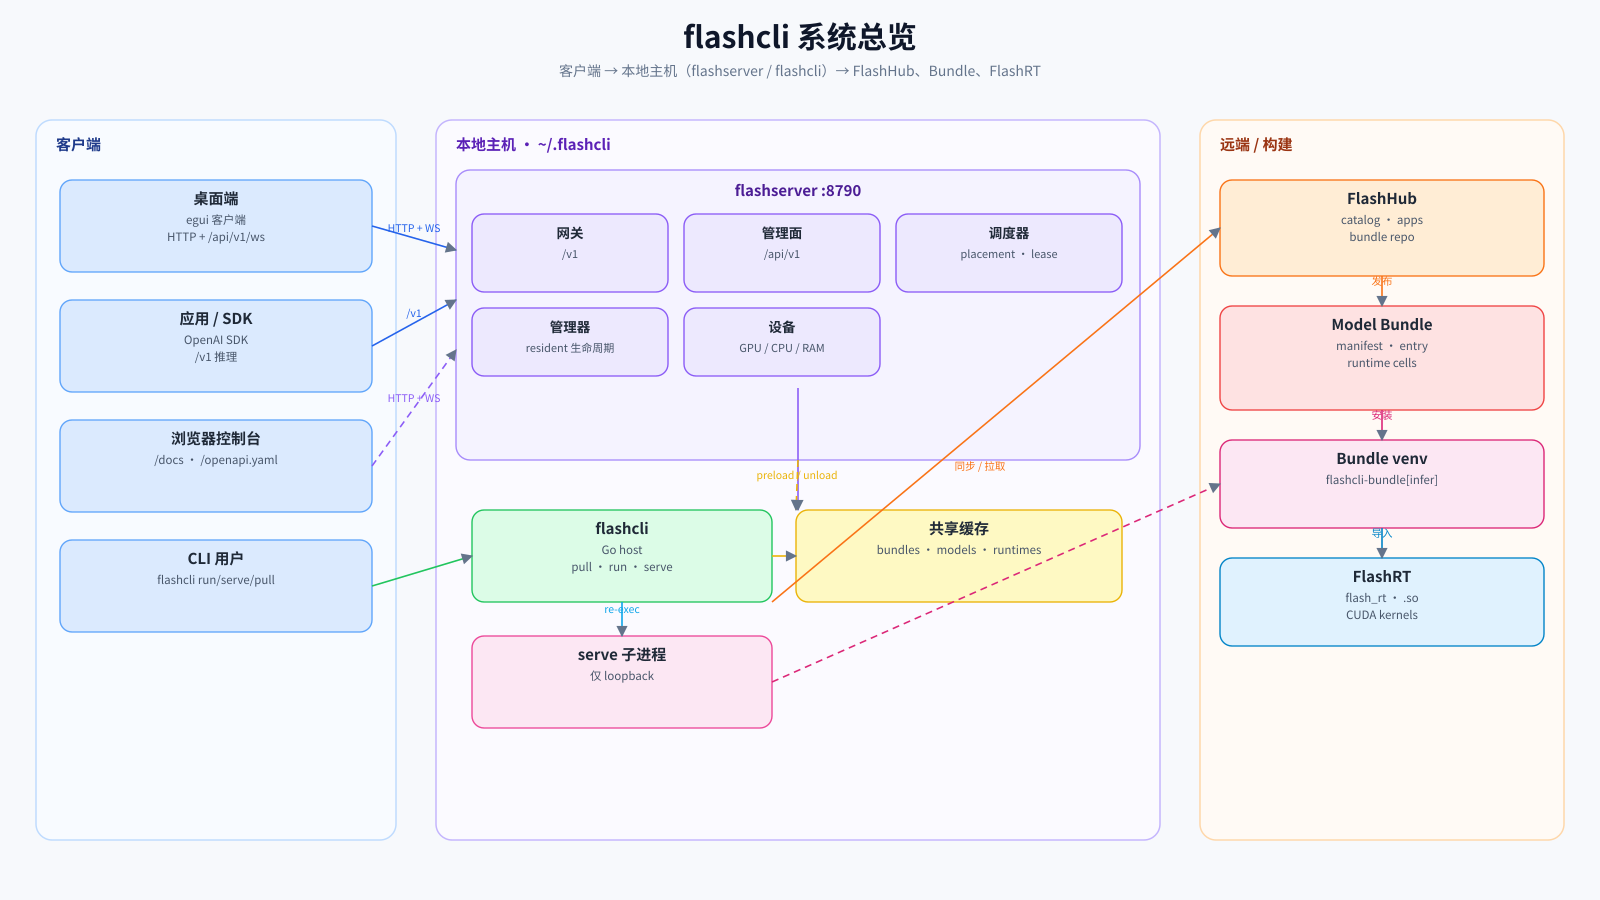 flashcli 系统总览
客户端 → 本地主机（flashserver / flashcli）→ FlashHub、Bundle、FlashRT
客户端
桌面端
egui 客户端
HTTP + /api/v1/ws
应用 / SDK
OpenAI SDK
/v1 推理
浏览器控制台
/docs · /openapi.yaml
CLI 用户
flashcli run/serve/pull
HTTP + WS
/v1
HTTP + WS
本地主机 · ~/.flashcli
flashserver :8790
网关
/v1
管理面
/api/v1
调度器
placement · lease
管理器
resident 生命周期
设备
GPU / CPU / RAM
preload / unload
同步 / 拉取
flashcli
Go host
pull · run · serve
共享缓存
bundles · models · runtimes
re-exec
serve 子进程
仅 loopback
远端 / 构建
FlashHub
catalog · apps
bundle repo
发布
Model Bundle
manifest · entry
runtime cells
安装
Bundle venv
flashcli-bundle[infer]
导入
FlashRT
flash_rt · .so
CUDA kernels